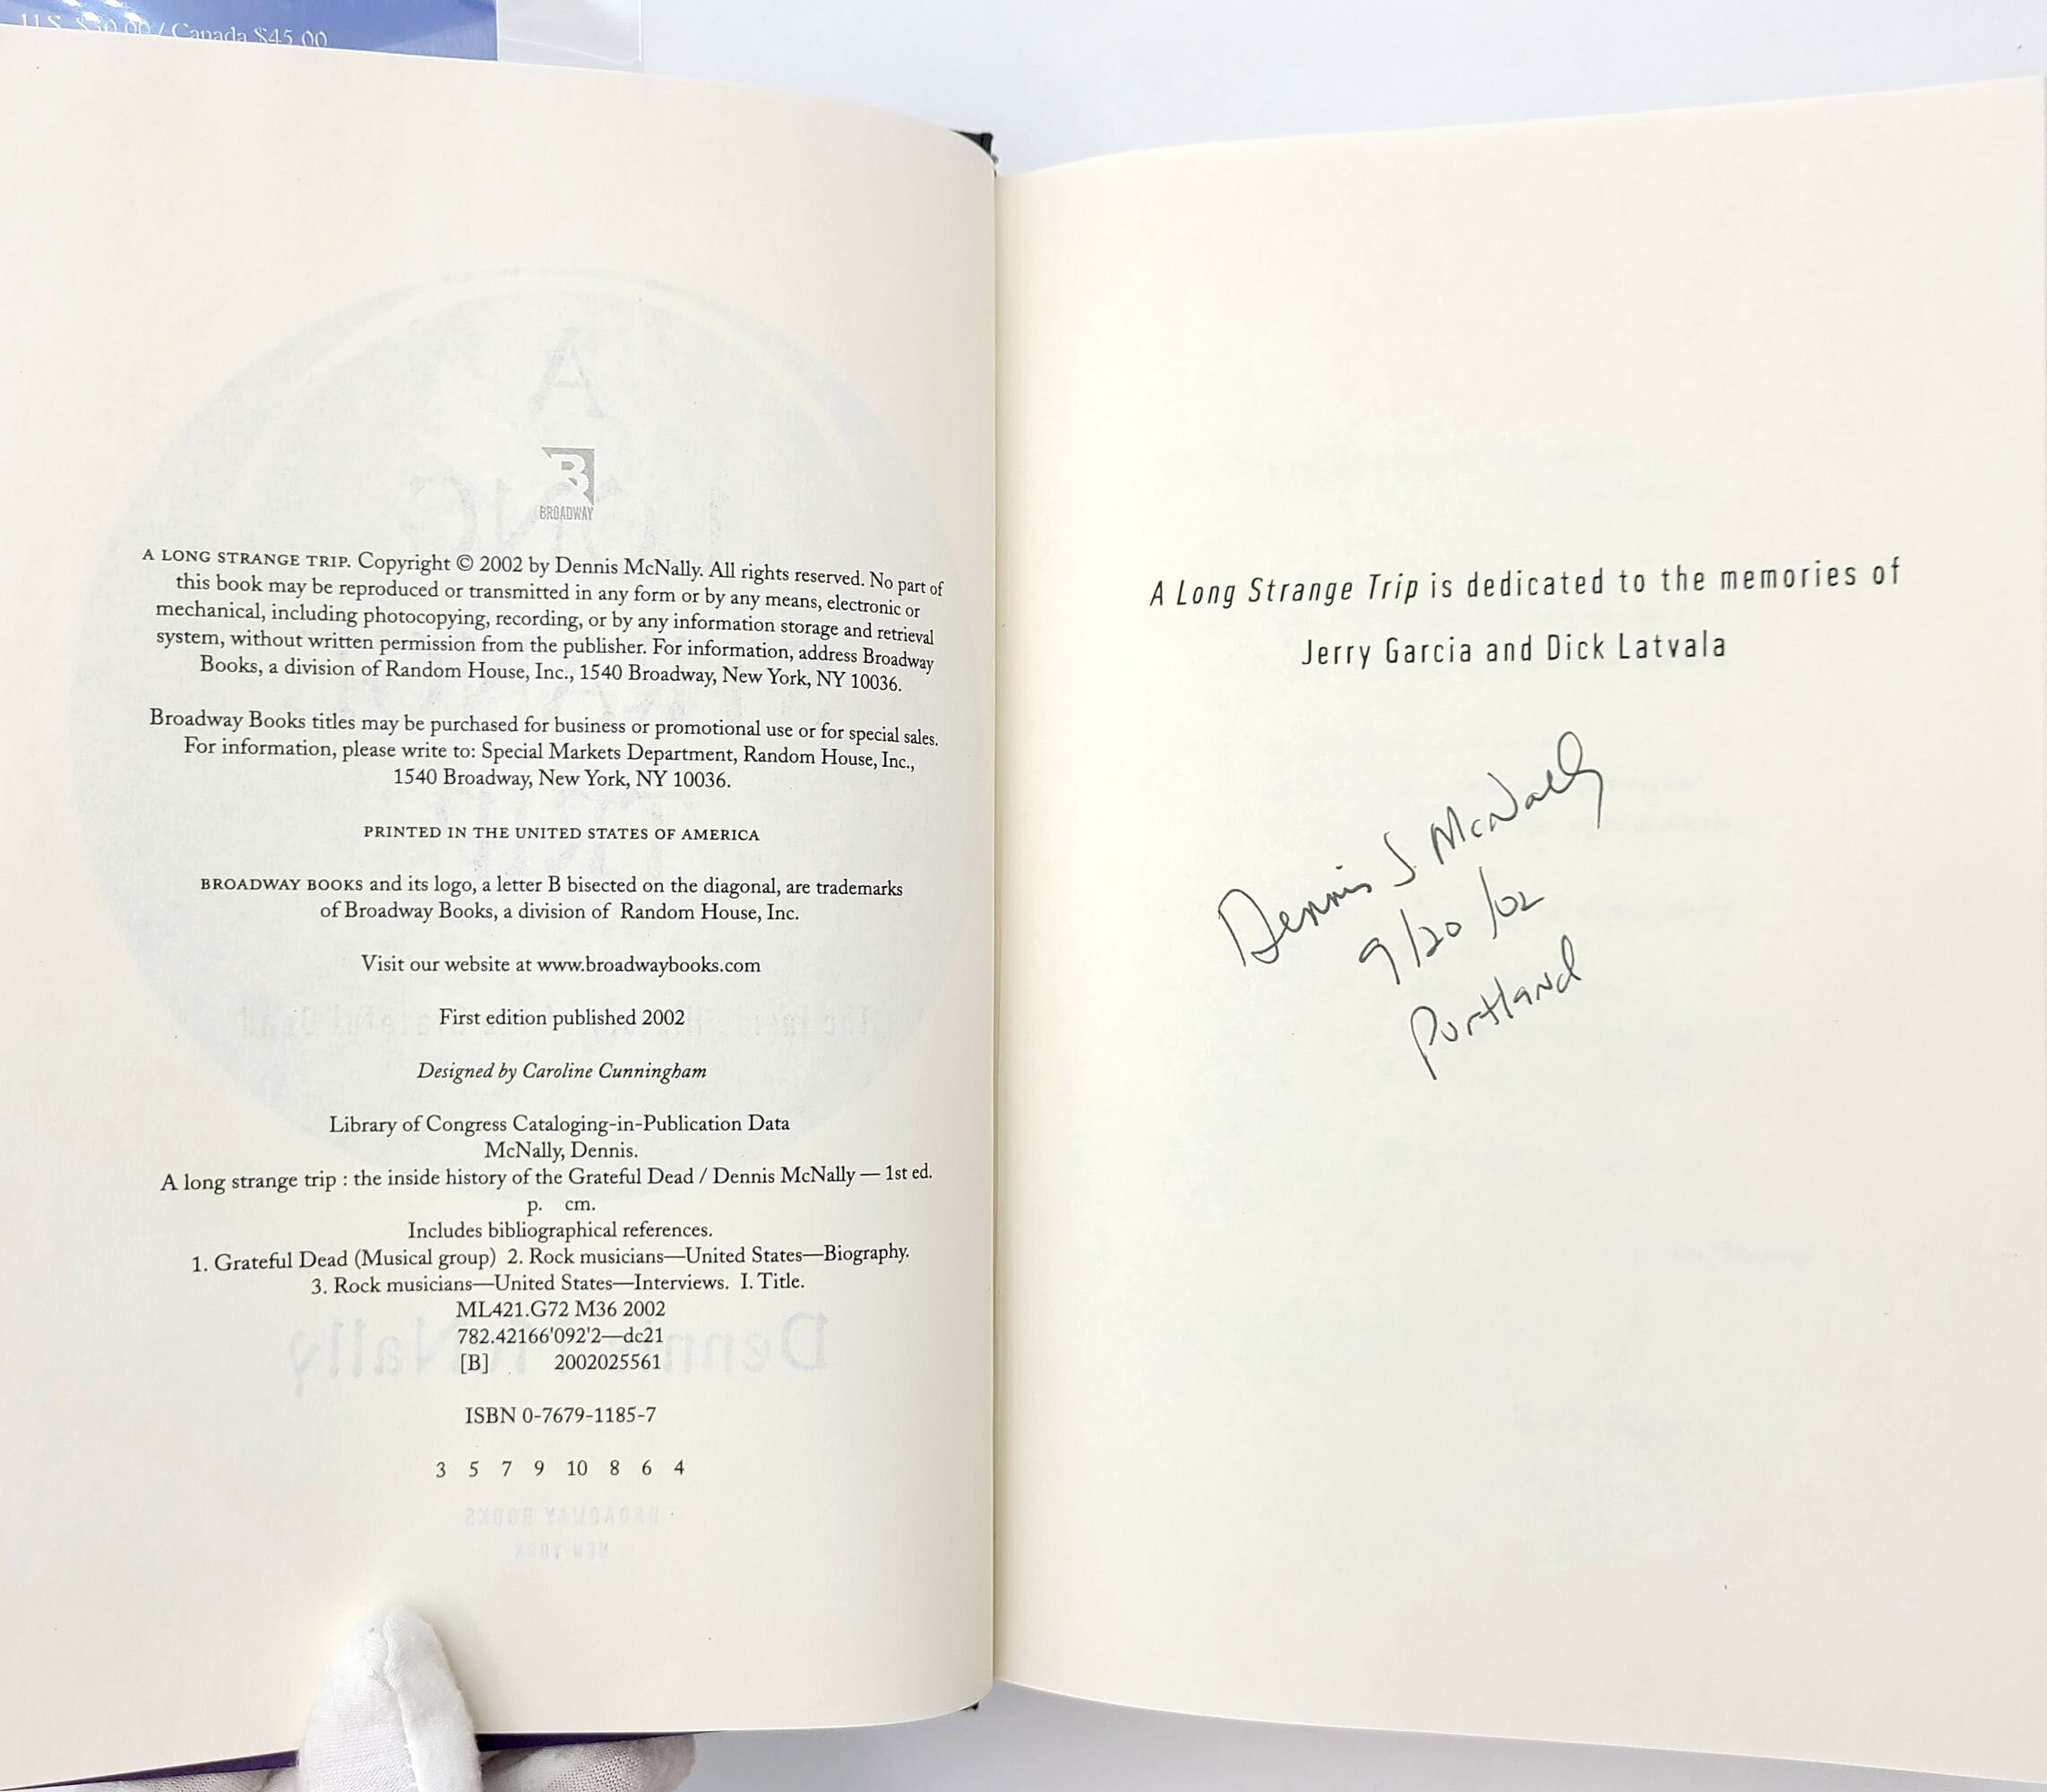 U.S. $30.00 / Canada $45.00
B
BROADWAY
A LONG STRANGE TRIP. Copyright © 2002 by Dennis McNally. All rights reserved. No part of
this book may be reproduced or transmitted in any form or by any means, electronic or
mechanical, including photocopying, recording, or by any information storage and retrieval
system, without written permission from the publisher. For information, address Broadway
Books, a division of Random House, Inc., 1540 Broadway, New York, NY 10036.
Broadway Books titles may be purchased for business or promotional use or for special sales.
For information, please write to: Special Markets Department, Random House, Inc.,
1540 Broadway, New York, NY 10036.
PRINTED IN THE UNITED STATES OF AMERICA
BROADWAY BOOKS and its logo, a letter B bisected on the diagonal, are trademarks
of Broadway Books, a division of Random House, Inc.
Visit our website at www.broadwaybooks.com
First edition published 2002
Designed by Caroline Cunningham
Library of Congress Cataloging-in-Publication Data
McNally, Dennis.
A long strange trip : the inside history of the Grateful Dead / Dennis McNally — 1st ed.
p. cm.
Includes bibliographical references.
1. Grateful Dead (Musical group) 2. Rock musicians—United States—Biography.
3. Rock musicians—United States—Interviews. I. Title.
ML421.G72 M36 2002
782.42166'092'2—dc21
[B] 2002025561
ISBN 0-7679-1185-7
3 5 7 9 10 8 6 4
A Long Strange Trip is dedicated to the memories of
Jerry Garcia and Dick Latvala
Dennis J. McNally
9/20/02
Portland